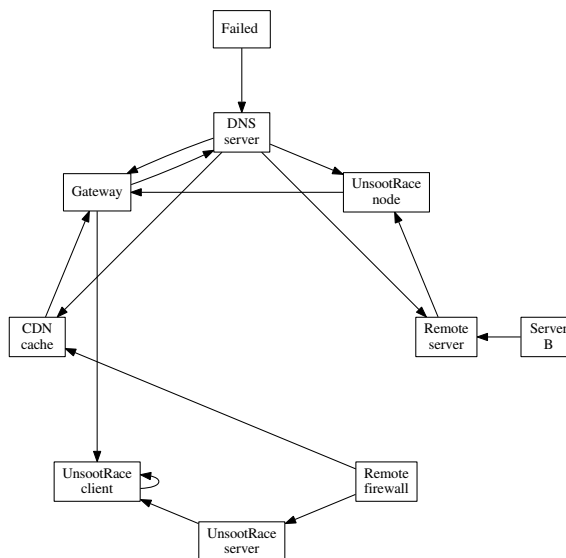 Failed
DNS
server
Gateway
UnsootRace
node
CDN
cache
Remote
server
Server
B
UnsootRace
client
Remote
firewall
UnsootRace
server